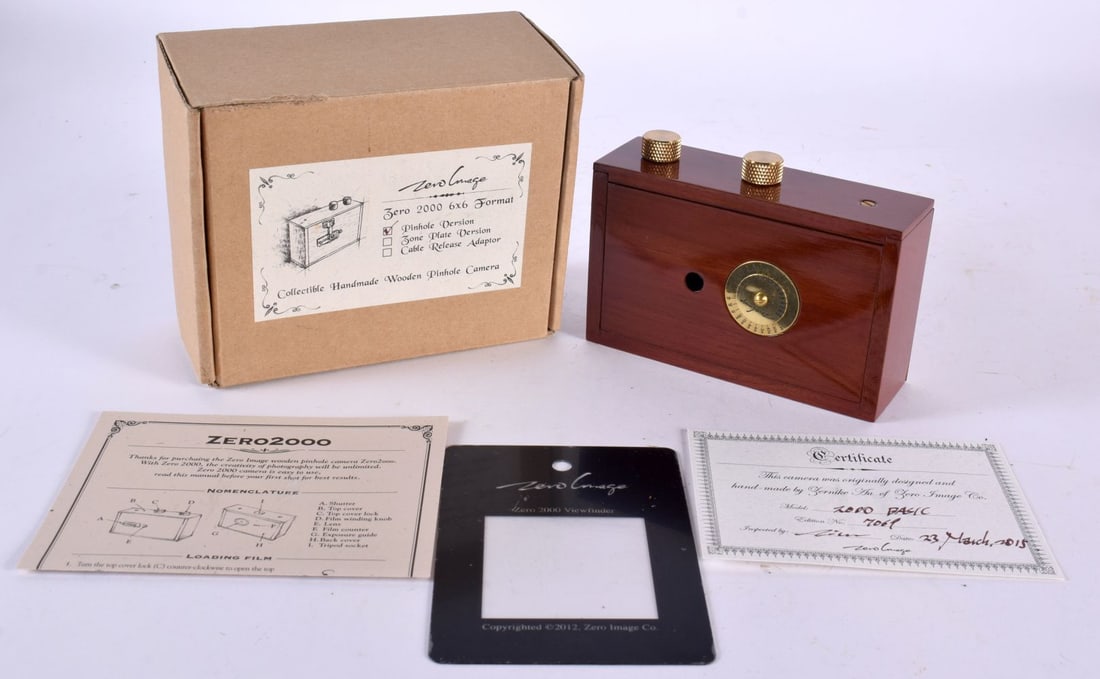 Zero Image
Zero 2000 6x6 Format
Pinhole Version
Zone Plate Version
Cable Release Adaptor
Collectible Handmade Wooden Pinhole Camera
ZERO2000
Thanks for purchasing the Zero Image wooden pinhole camera Zero2000.
With Zero 2000, the creativity of photography will be unlimited.
Zero 2000 camera is easy to use.
read this manual before your first shot for best results.
NOMENCLATURE
B C D
A
G
I
F
H
A. Shutter
B. Top cover
C. Top cover lock
D. Film winding knob
E. Lens
F. Film counter
G. Exposure guide
H. Back cover
I. Tripod socket
LOADING FILM
1. Turn the top cover lock (C) counter-clockwise to open the top
Zero Image
Zero 2000 Viewfinder
Copyrighted ©2012, Zero Image Co.
Certificate
This camera was originally designed and
hand-made by Zernike Au of Zero Image Co.
Model: 2000 BASIC
Edition No. 7069
Inspected by Date: 23 March, 2015
Zero Image